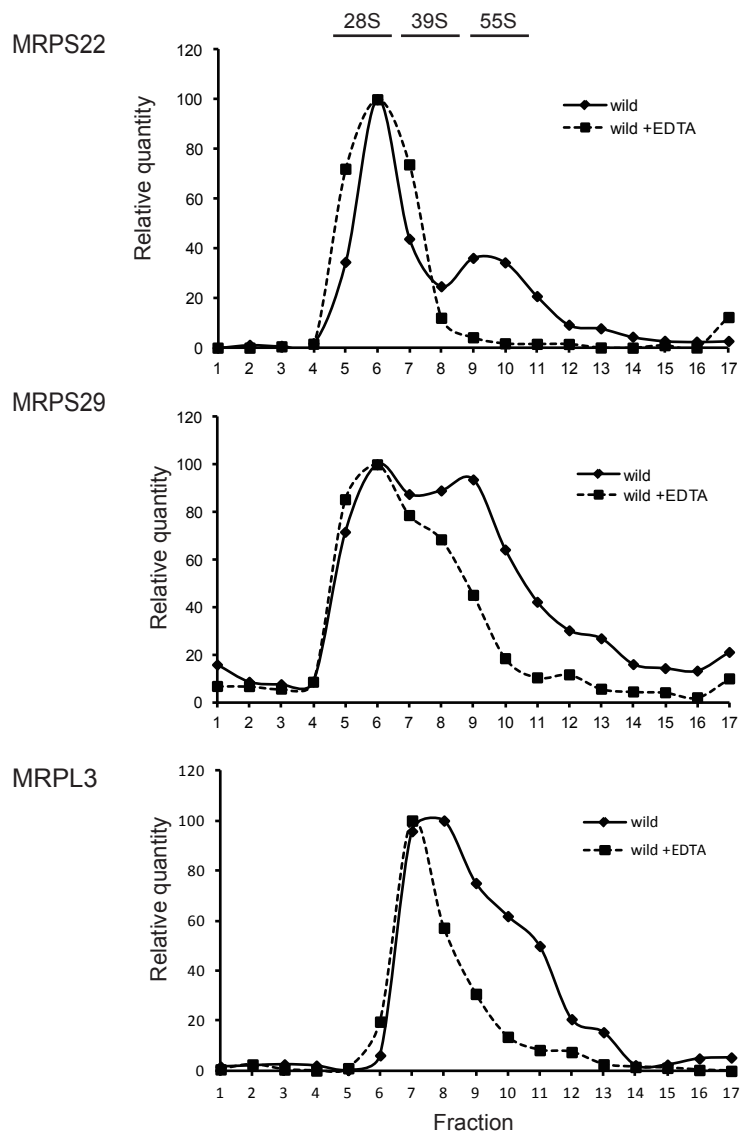 28S 39S 55S
MRPS22
120
100
80
60
40
20
0
Relative quantity
wild
wild +EDTA
1 2 3 4 5 6 7 8 9 10 11 12 13 14 15 16 17
MRPS29
120
100
80
60
40
20
0
Relative quantity
wild
wild +EDTA
1 2 3 4 5 6 7 8 9 10 11 12 13 14 15 16 17
MRPL3
120
100
80
60
40
20
0
Relative quantity
wild
wild +EDTA
1 2 3 4 5 6 7 8 9 10 11 12 13 14 15 16 17
Fraction